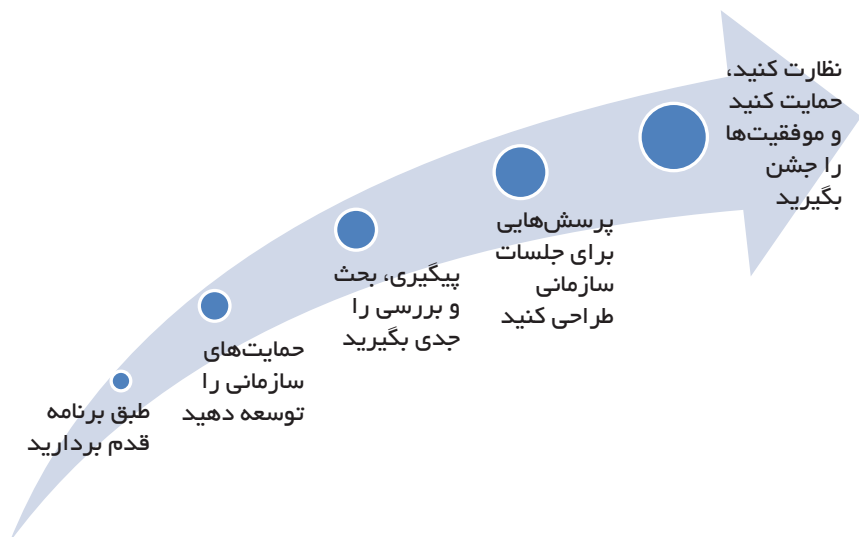 طبق برنامه
قدم بردارید
حمایت‌های
سازمانی را
توسعه دهید
پیگیری، بحث
و بررسی را
جدی بگیرید
پرسش‌هایی
برای جلسات
سازمانی
طراحی کنید
نظارت کنید،
حمایت کنید
و موفقیت‌ها
را جشن
بگیرید